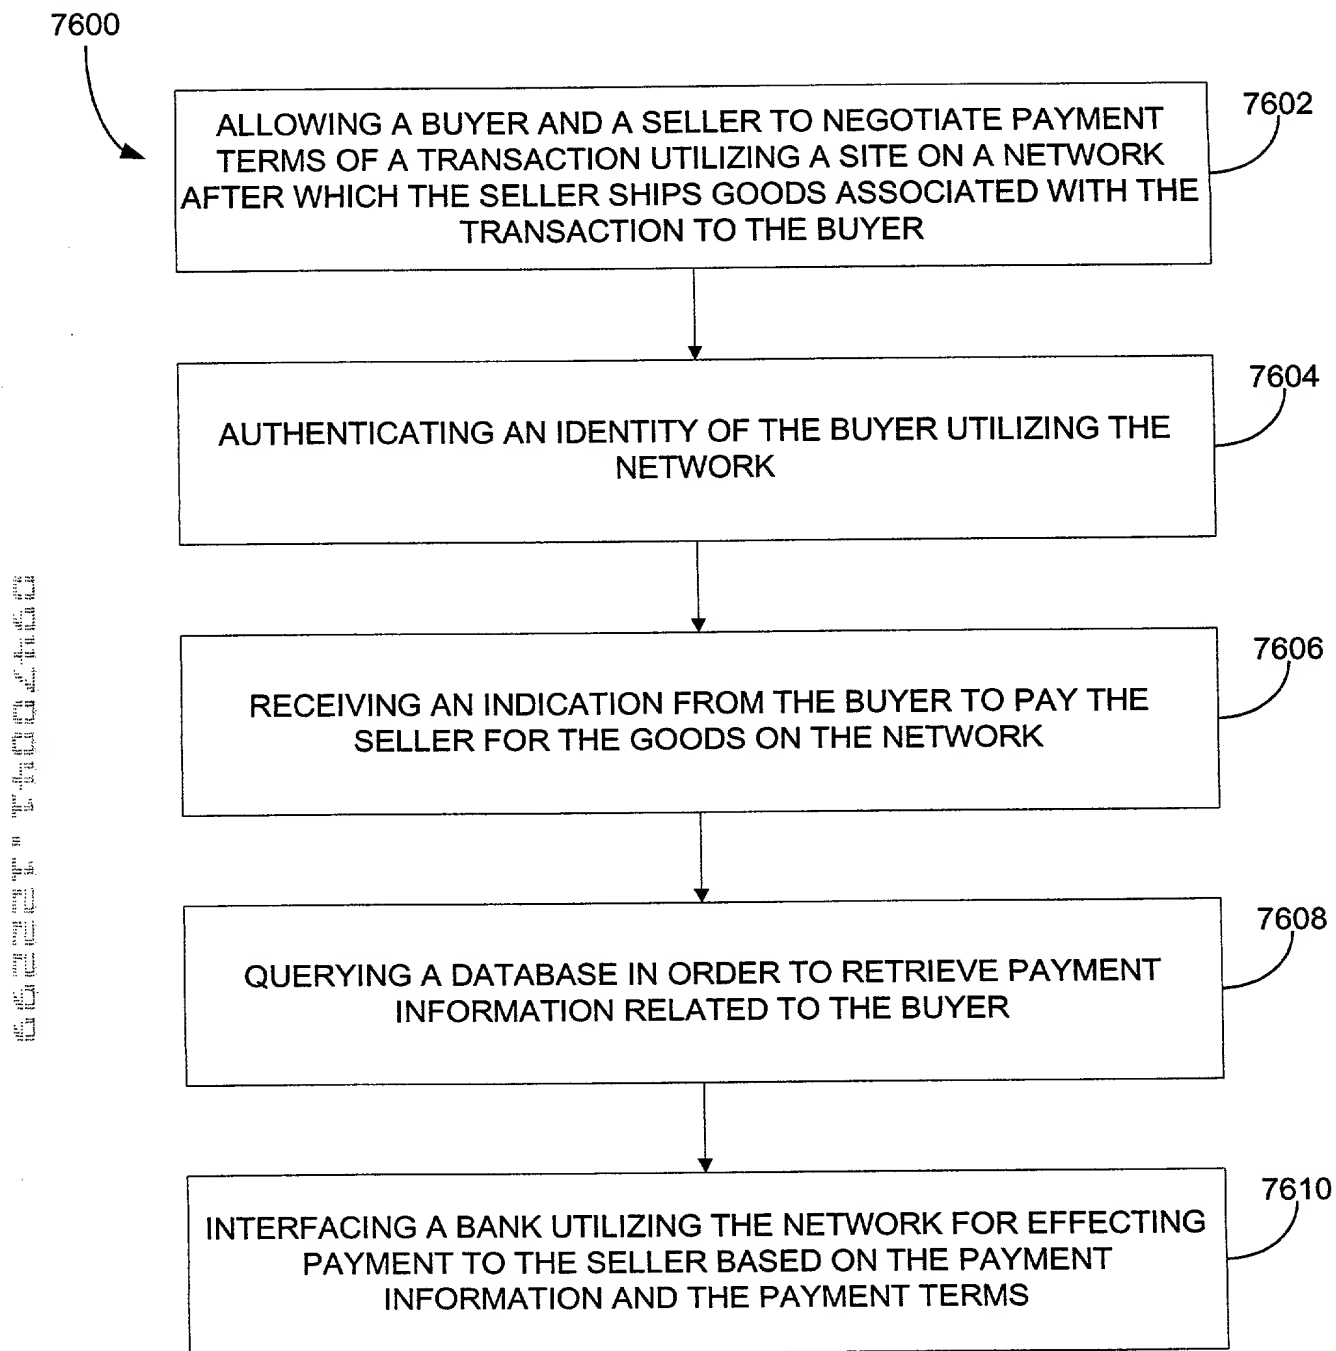 7600
7602
ALLOWING A BUYER AND A SELLER TO NEGOTIATE PAYMENT
TERMS OF A TRANSACTION UTILIZING A SITE ON A NETWORK
AFTER WHICH THE SELLER SHIPS GOODS ASSOCIATED WITH THE
TRANSACTION TO THE BUYER
7604
AUTHENTICATING AN IDENTITY OF THE BUYER UTILIZING THE
NETWORK
7606
RECEIVING AN INDICATION FROM THE BUYER TO PAY THE
SELLER FOR THE GOODS ON THE NETWORK
7608
QUERYING A DATABASE IN ORDER TO RETRIEVE PAYMENT
INFORMATION RELATED TO THE BUYER
7610
INTERFACING A BANK UTILIZING THE NETWORK FOR EFFECTING
PAYMENT TO THE SELLER BASED ON THE PAYMENT
INFORMATION AND THE PAYMENT TERMS